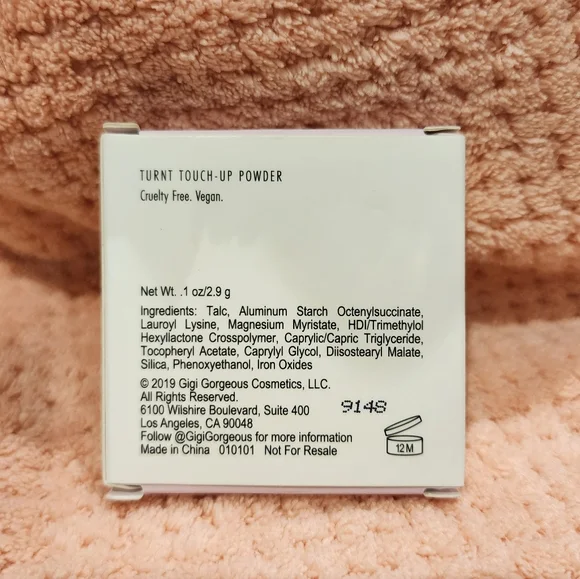 TURNT TOUCH-UP POWDER
Cruelty Free. Vegan.
Net Wt. .1 oz/2.9 g
Ingredients: Talc, Aluminum Starch Octenylsuccinate,
Lauroyl Lysine, Magnesium Myristate, HDI/Trimethylol
Hexyllactone Crosspolymer, Caprylic/Capric Triglyceride,
Tocopheryl Acetate, Caprylyl Glycol, Diisostearyl Malate,
Silica, Phenoxyethanol, Iron Oxides
© 2019 Gigi Gorgeous Cosmetics, LLC.
All Rights Reserved.
6100 Wilshire Boulevard, Suite 400
Los Angeles, CA 90048
Follow @GigiGorgeous for more information
Made in China 010101 Not For Resale
9148
12M